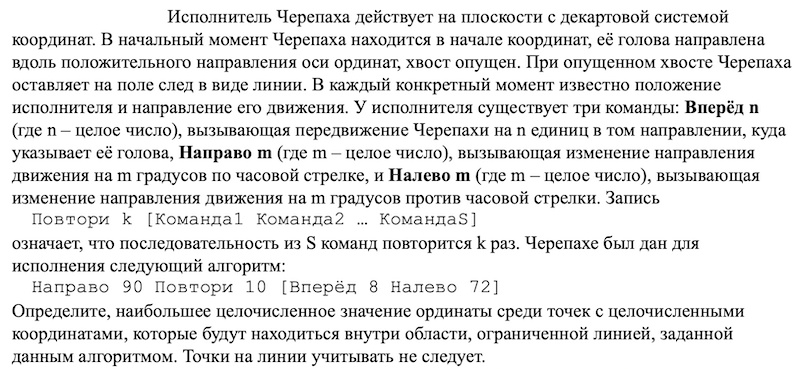 Исполнитель Черепаха действует на плоскости с декартовой системой
координат. В начальный момент Черепаха находится в начале координат, её голова направлена
вдоль положительного направления оси ординат, хвост опущен. При опущенном хвосте Черепаха
оставляет на поле след в виде линии. В каждый конкретный момент известно положение
исполнителя и направление его движения. У исполнителя существует три команды: Вперёд n
(где n – целое число), вызывающая передвижение Черепахи на n единиц в том направлении, куда
указывает её голова, Направо m (где m – целое число), вызывающая изменение направления
движения на m градусов по часовой стрелке, и Налево m (где m – целое число), вызывающая
изменение направления движения на m градусов против часовой стрелки. Запись
Повтори k [Команда1 Команда2 … КомандаS]
означает, что последовательность из S команд повторится k раз. Черепахе был дан для
исполнения следующий алгоритм:
Направо 90 Повтори 10 [Вперёд 8 Налево 72]
Определите, наибольшее целочисленное значение ординаты среди точек с целочисленными
координатами, которые будут находиться внутри области, ограниченной линией, заданной
данным алгоритмом. Точки на линии учитывать не следует.